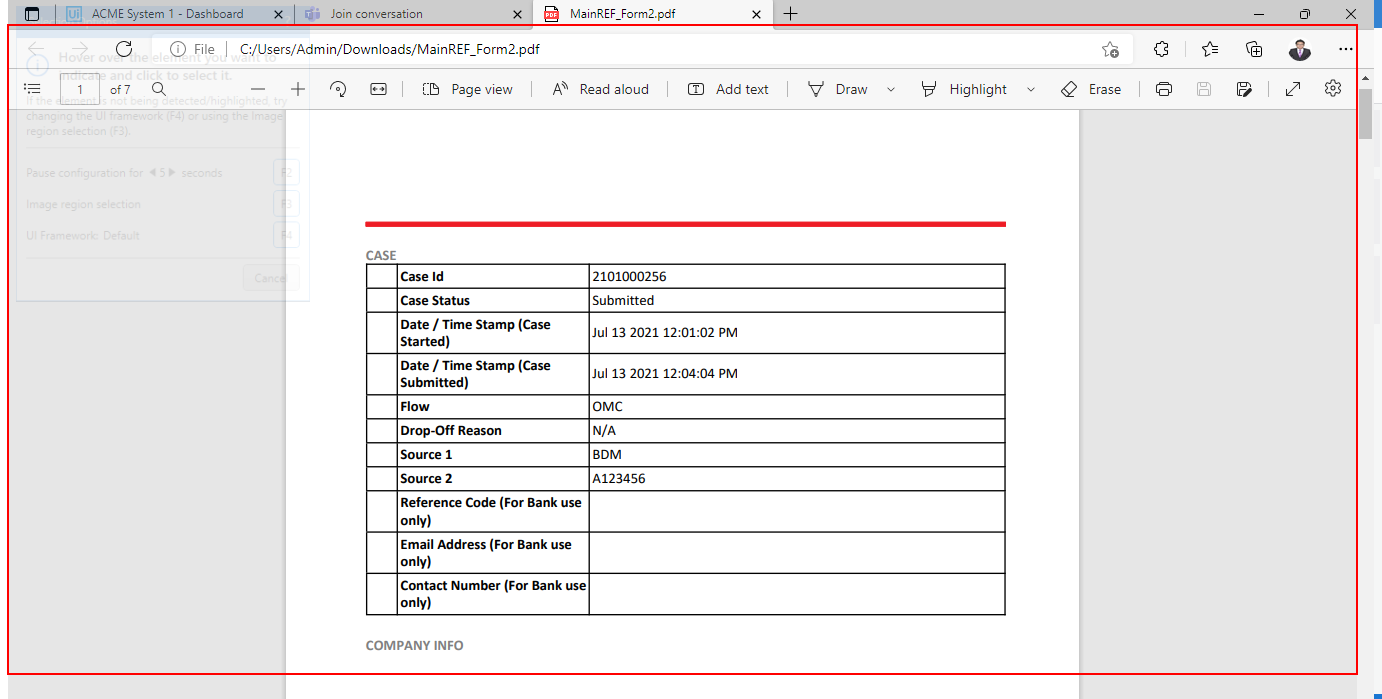 ACME System 1 - Dashboard
Join conversation
MainREF_Form2.pdf
File
C:/Users/Admin/Downloads/MainREF_Form2.pdf
Hover over the element you want to
indicate and click to select it.
1 of 7
Page view
Read aloud
Add text
Draw
Highlight
Erase
If the element is not being detected/highlighted, try
changing the UI framework (F4) or using the Image
region selection (F3).
Pause configuration for 5 seconds F2
Image region selection F3
UI Framework: Default F4
Cancel
CASE
Case Id 2101000256
Case Status Submitted
Date / Time Stamp (Case
Started) Jul 13 2021 12:01:02 PM
Date / Time Stamp (Case
Submitted) Jul 13 2021 12:04:04 PM
Flow OMC
Drop-Off Reason N/A
Source 1 BDM
Source 2 A123456
Reference Code (For Bank use
only)
Email Address (For Bank use
only)
Contact Number (For Bank use
only)
COMPANY INFO